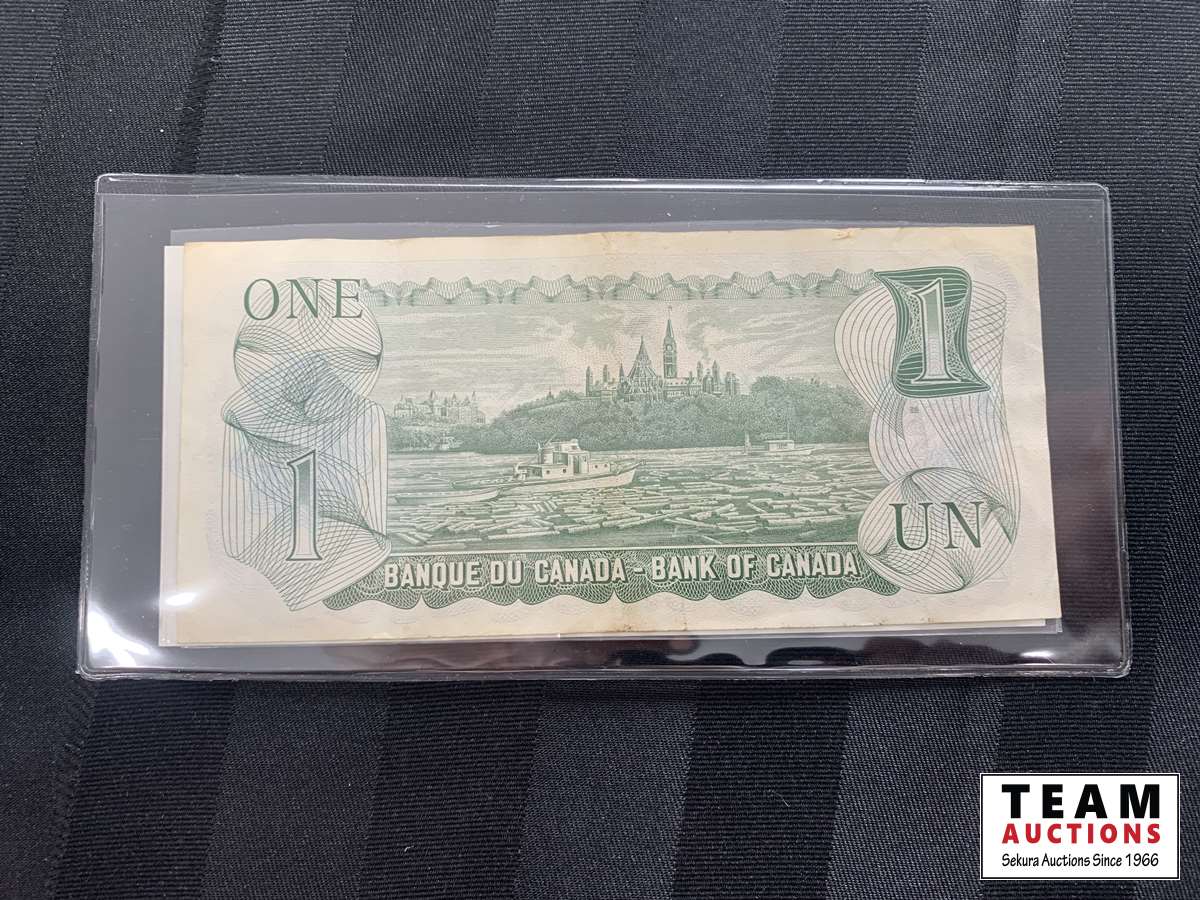 ONE
1
1
UN
BANQUE DU CANADA - BANK OF CANADA
TEAM
AUCTIONS
Sekura Auctions Since 1966